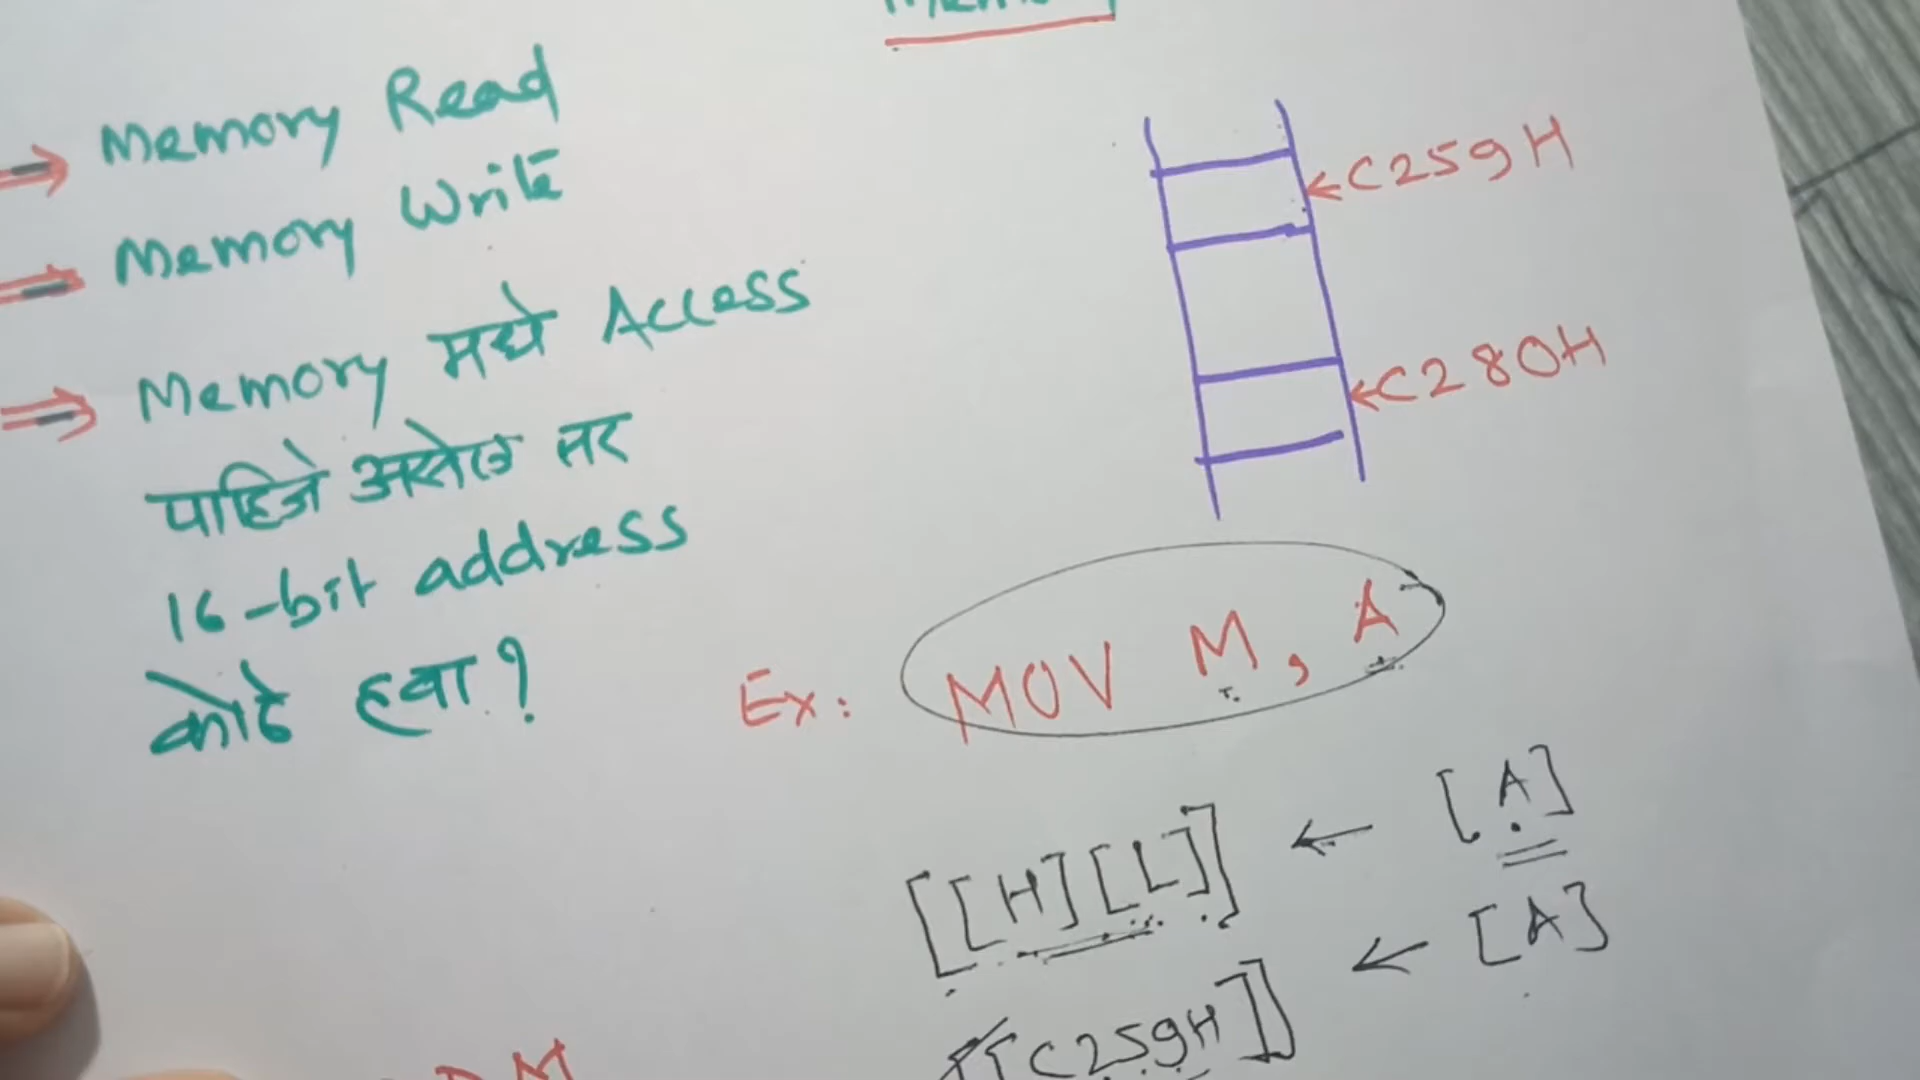 Memory Read
Memory Write
Memory मध्ये Access
पाहिजे असेल तर
16-bit address
कोठे हवा?
C259H
C280H
Ex: MOV M, A
[[H][L]] ← [A]
[[C259H]] ← [A]